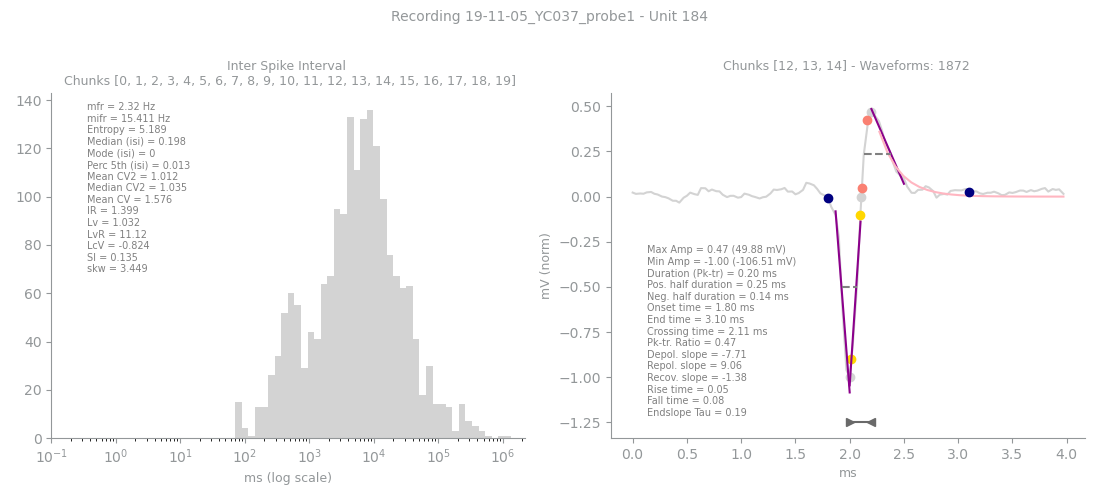 Recording 19-11-05_YC037_probe1 - Unit 184
Inter Spike Interval
Chunks [0, 1, 2, 3, 4, 5, 6, 7, 8, 9, 10, 11, 12, 13, 14, 15, 16, 17, 18, 19]
140
120
100
80
60
40
20
0
mfr = 2.32 Hz
mifr = 15.411 Hz
Entropy = 5.189
Median (isi) = 0.198
Mode (isi) = 0
Perc 5th (isi) = 0.013
Mean CV2 = 1.012
Median CV2 = 1.035
Mean CV = 1.576
IR = 1.399
Lv = 1.032
LvR = 11.12
LcV = -0.824
SI = 0.135
skw = 3.449
10⁻¹ 10⁰ 10¹ 10² 10³ 10⁴ 10⁵ 10⁶
ms (log scale)
Chunks [12, 13, 14] - Waveforms: 1872
0.50
0.25
0.00
−0.25
−0.50
−0.75
−1.00
−1.25
mV (norm)
Max Amp = 0.47 (49.88 mV)
Min Amp = -1.00 (-106.51 mV)
Duration (Pk-tr) = 0.20 ms
Pos. half duration = 0.25 ms
Neg. half duration = 0.14 ms
Onset time = 1.80 ms
End time = 3.10 ms
Crossing time = 2.11 ms
Pk-tr. Ratio = 0.47
Depol. slope = -7.71
Repol. slope = 9.06
Recov. slope = -1.38
Rise time = 0.05
Fall time = 0.08
Endslope Tau = 0.19
0.0 0.5 1.0 1.5 2.0 2.5 3.0 3.5 4.0
ms